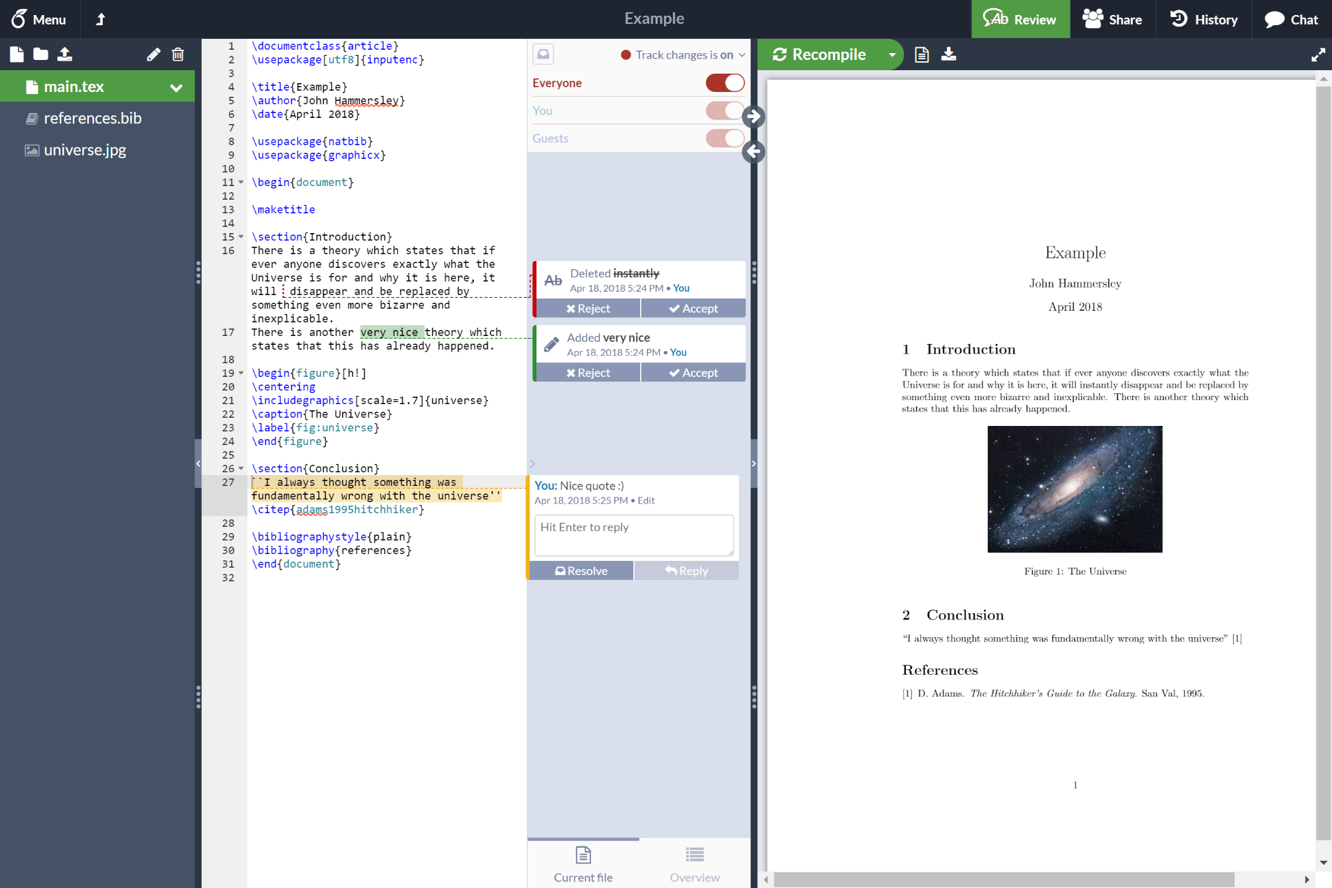 Menu
Example
Review
Share
History
Chat
main.tex
references.bib
universe.jpg
1 \documentclass{article}
2 \usepackage[utf8]{inputenc}
3
4 \title{Example}
5 \author{John Hammersley}
6 \date{April 2018}
7
8 \usepackage{natbib}
9 \usepackage{graphicx}
10
11 \begin{document}
12
13 \maketitle
14
15 \section{Introduction}
16 There is a theory which states that if
ever anyone discovers exactly what the
Universe is for and why it is here, it
will disappear and be replaced by
something even more bizarre and
inexplicable.
17 There is another very nice theory which
states that this has already happened.
18
19 \begin{figure}[h!]
20 \centering
21 \includegraphics[scale=1.7]{universe}
22 \caption{The Universe}
23 \label{fig:universe}
24 \end{figure}
25
26 \section{Conclusion}
27 ``I always thought something was
fundamentally wrong with the universe''
\citep{adams1995hitchhiker}
28
29 \bibliographystyle{plain}
30 \bibliography{references}
31 \end{document}
32
Track changes is on
Everyone
You
Guests
Ab Deleted instantly
Apr 18, 2018 5:24 PM • You
Reject Accept
Added very nice
Apr 18, 2018 5:24 PM • You
Reject Accept
You: Nice quote :)
Apr 18, 2018 5:25 PM • Edit
Hit Enter to reply
Resolve Reply
Current file Overview
Recompile
Example
John Hammersley
April 2018
1 Introduction
There is a theory which states that if ever anyone discovers exactly what the
Universe is for and why it is here, it will instantly disappear and be replaced by
something even more bizarre and inexplicable. There is another theory which
states that this has already happened.
Figure 1: The Universe
2 Conclusion
“I always thought something was fundamentally wrong with the universe” [1]
References
[1] D. Adams. The Hitchhiker's Guide to the Galaxy. San Val, 1995.
1